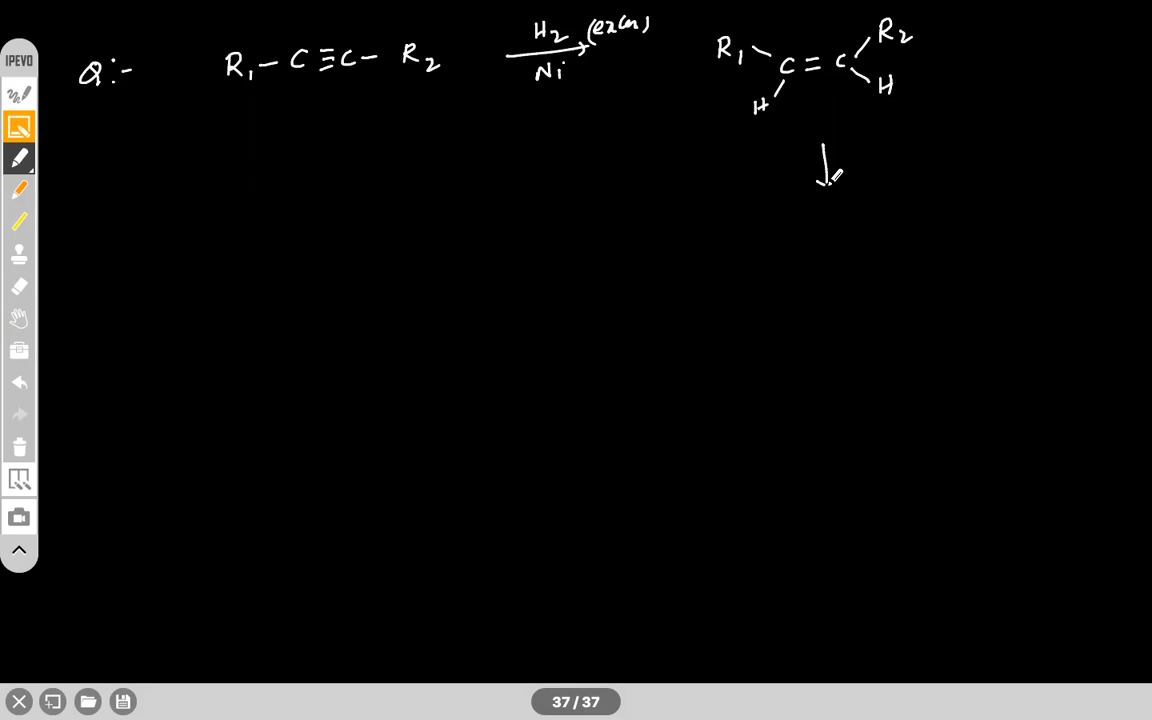 IPEVO
Q:- R₁-C≡C-R₂ H₂ (excess) Ni R₁ H C=C R₂ H
37/37